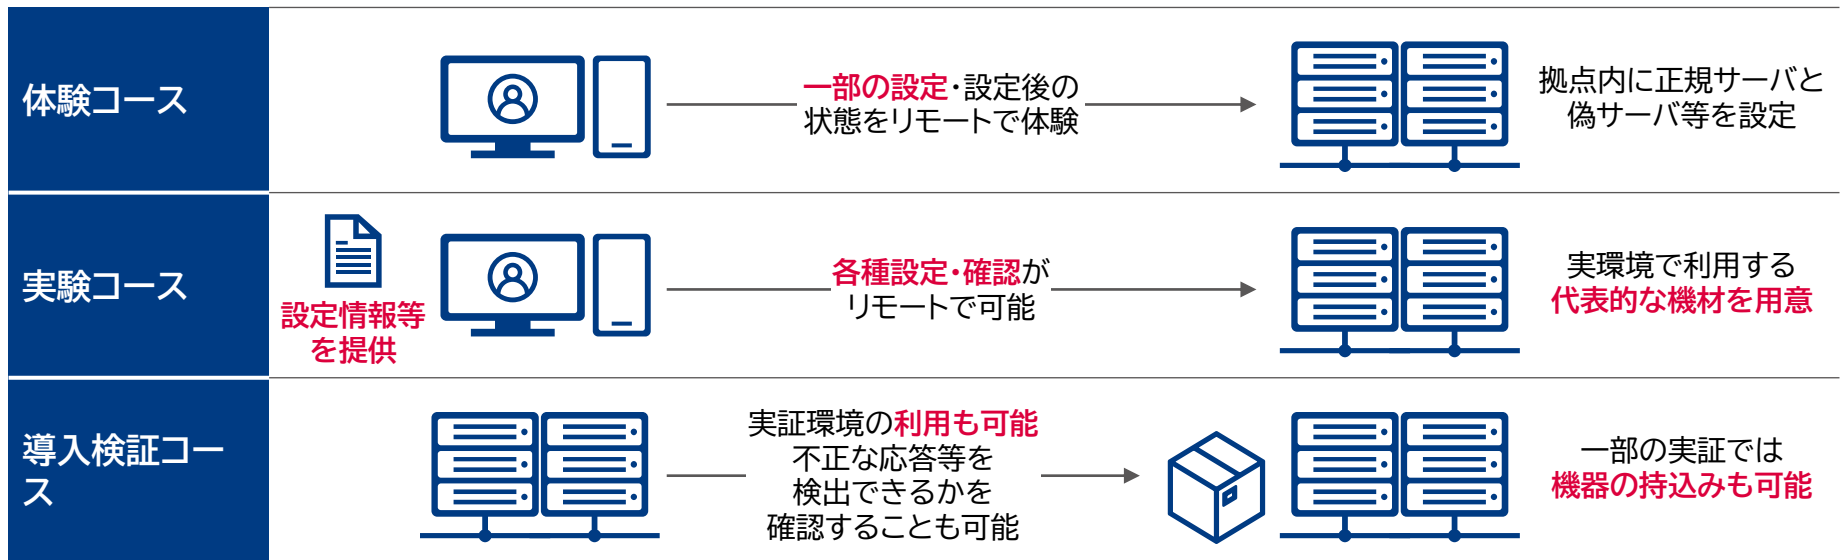 体験コース
一部の設定・設定後の
状態をリモートで体験
拠点内に正規サーバと
偽サーバ等を設定
実験コース
設定情報等
を提供
各種設定・確認が
リモートで可能
実環境で利用する
代表的な機材を用意
導入検証コー
ス
実証環境の利用も可能
不正な応答等を
検出できるかを
確認することも可能
一部の実証では
機器の持込みも可能